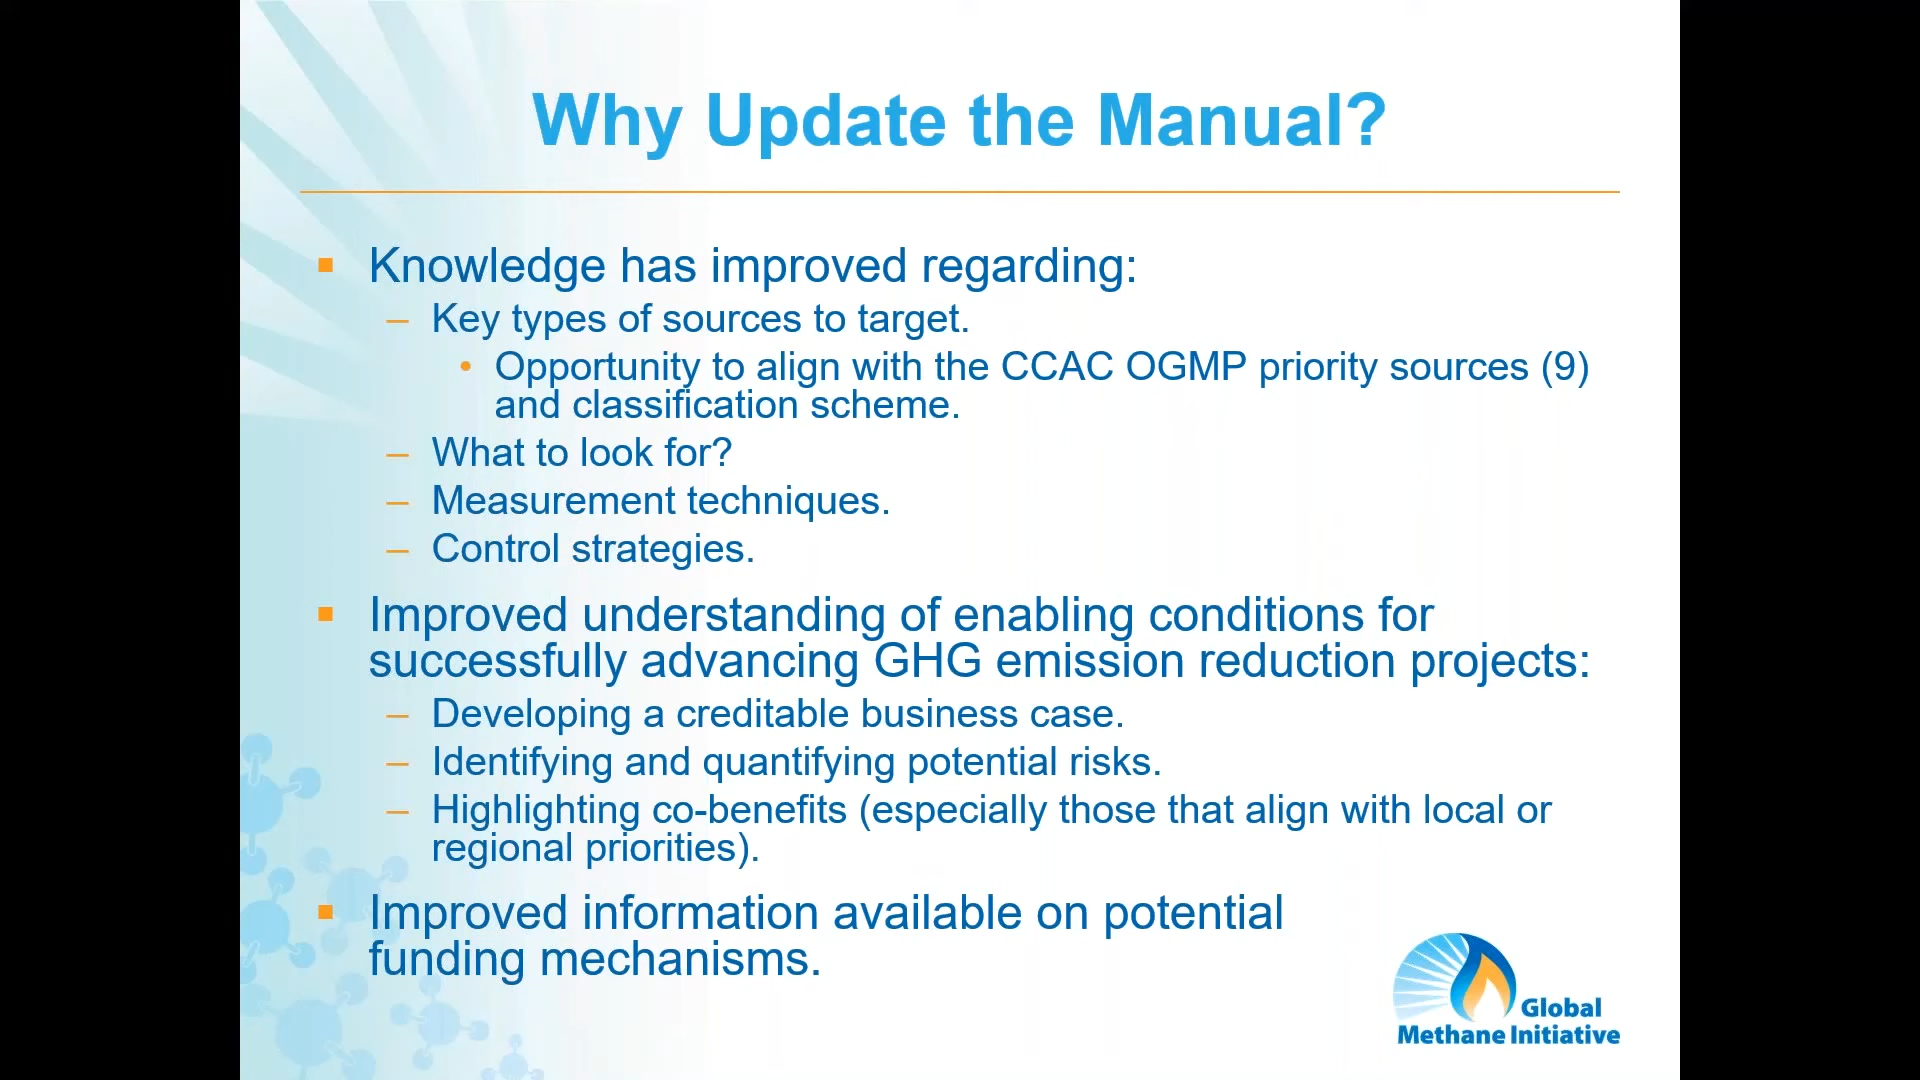 Why Update the Manual?
▪ Knowledge has improved regarding:
– Key types of sources to target.
• Opportunity to align with the CCAC OGMP priority sources (9)
and classification scheme.
– What to look for?
– Measurement techniques.
– Control strategies.
▪ Improved understanding of enabling conditions for
successfully advancing GHG emission reduction projects:
– Developing a creditable business case.
– Identifying and quantifying potential risks.
– Highlighting co-benefits (especially those that align with local or
regional priorities).
▪ Improved information available on potential
funding mechanisms.
Global
Methane Initiative